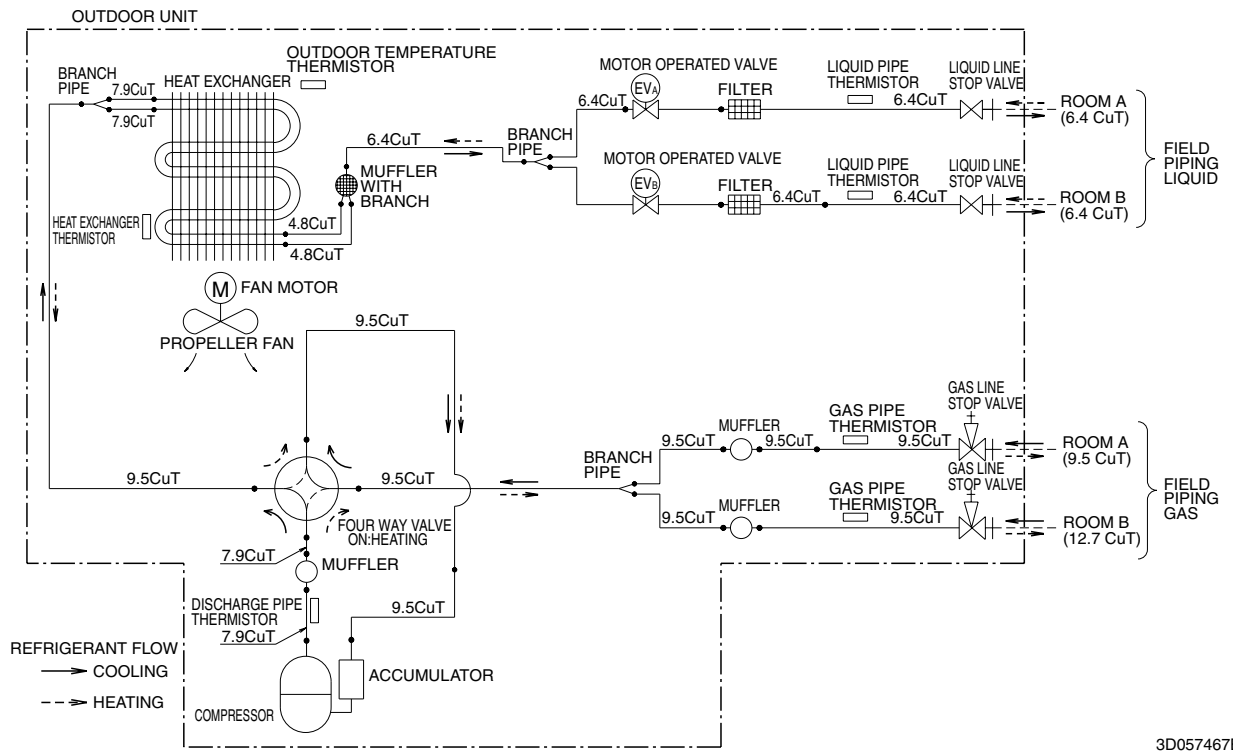 OUTDOOR UNIT
OUTDOOR TEMPERATURE
THERMISTOR
HEAT EXCHANGER
BRANCH
PIPE
7.9CuT
7.9CuT
HEAT EXCHANGER
THERMISTOR
4.8CuT
4.8CuT
MUFFLER
WITH
BRANCH
6.4CuT
BRANCH
PIPE
MOTOR OPERATED VALVE
EVA
6.4CuT
FILTER
LIQUID PIPE
THERMISTOR
6.4CuT
LIQUID LINE
STOP VALVE
ROOM A
(6.4 CuT)
MOTOR OPERATED VALVE
EVB
FILTER
6.4CuT
LIQUID PIPE
THERMISTOR
6.4CuT
LIQUID LINE
STOP VALVE
ROOM B
(6.4 CuT)
FIELD
PIPING
LIQUID
M
FAN MOTOR
PROPELLER FAN
9.5CuT
9.5CuT
9.5CuT
FOUR WAY VALVE
ON:HEATING
BRANCH
PIPE
9.5CuT
MUFFLER
9.5CuT
GAS PIPE
THERMISTOR
9.5CuT
GAS LINE
STOP VALVE
ROOM A
(9.5 CuT)
9.5CuT
MUFFLER
GAS PIPE
THERMISTOR
9.5CuT
GAS LINE
STOP VALVE
ROOM B
(12.7 CuT)
FIELD
PIPING
GAS
7.9CuT
MUFFLER
DISCHARGE PIPE
THERMISTOR
7.9CuT
9.5CuT
ACCUMULATOR
COMPRESSOR
REFRIGERANT FLOW
COOLING
HEATING